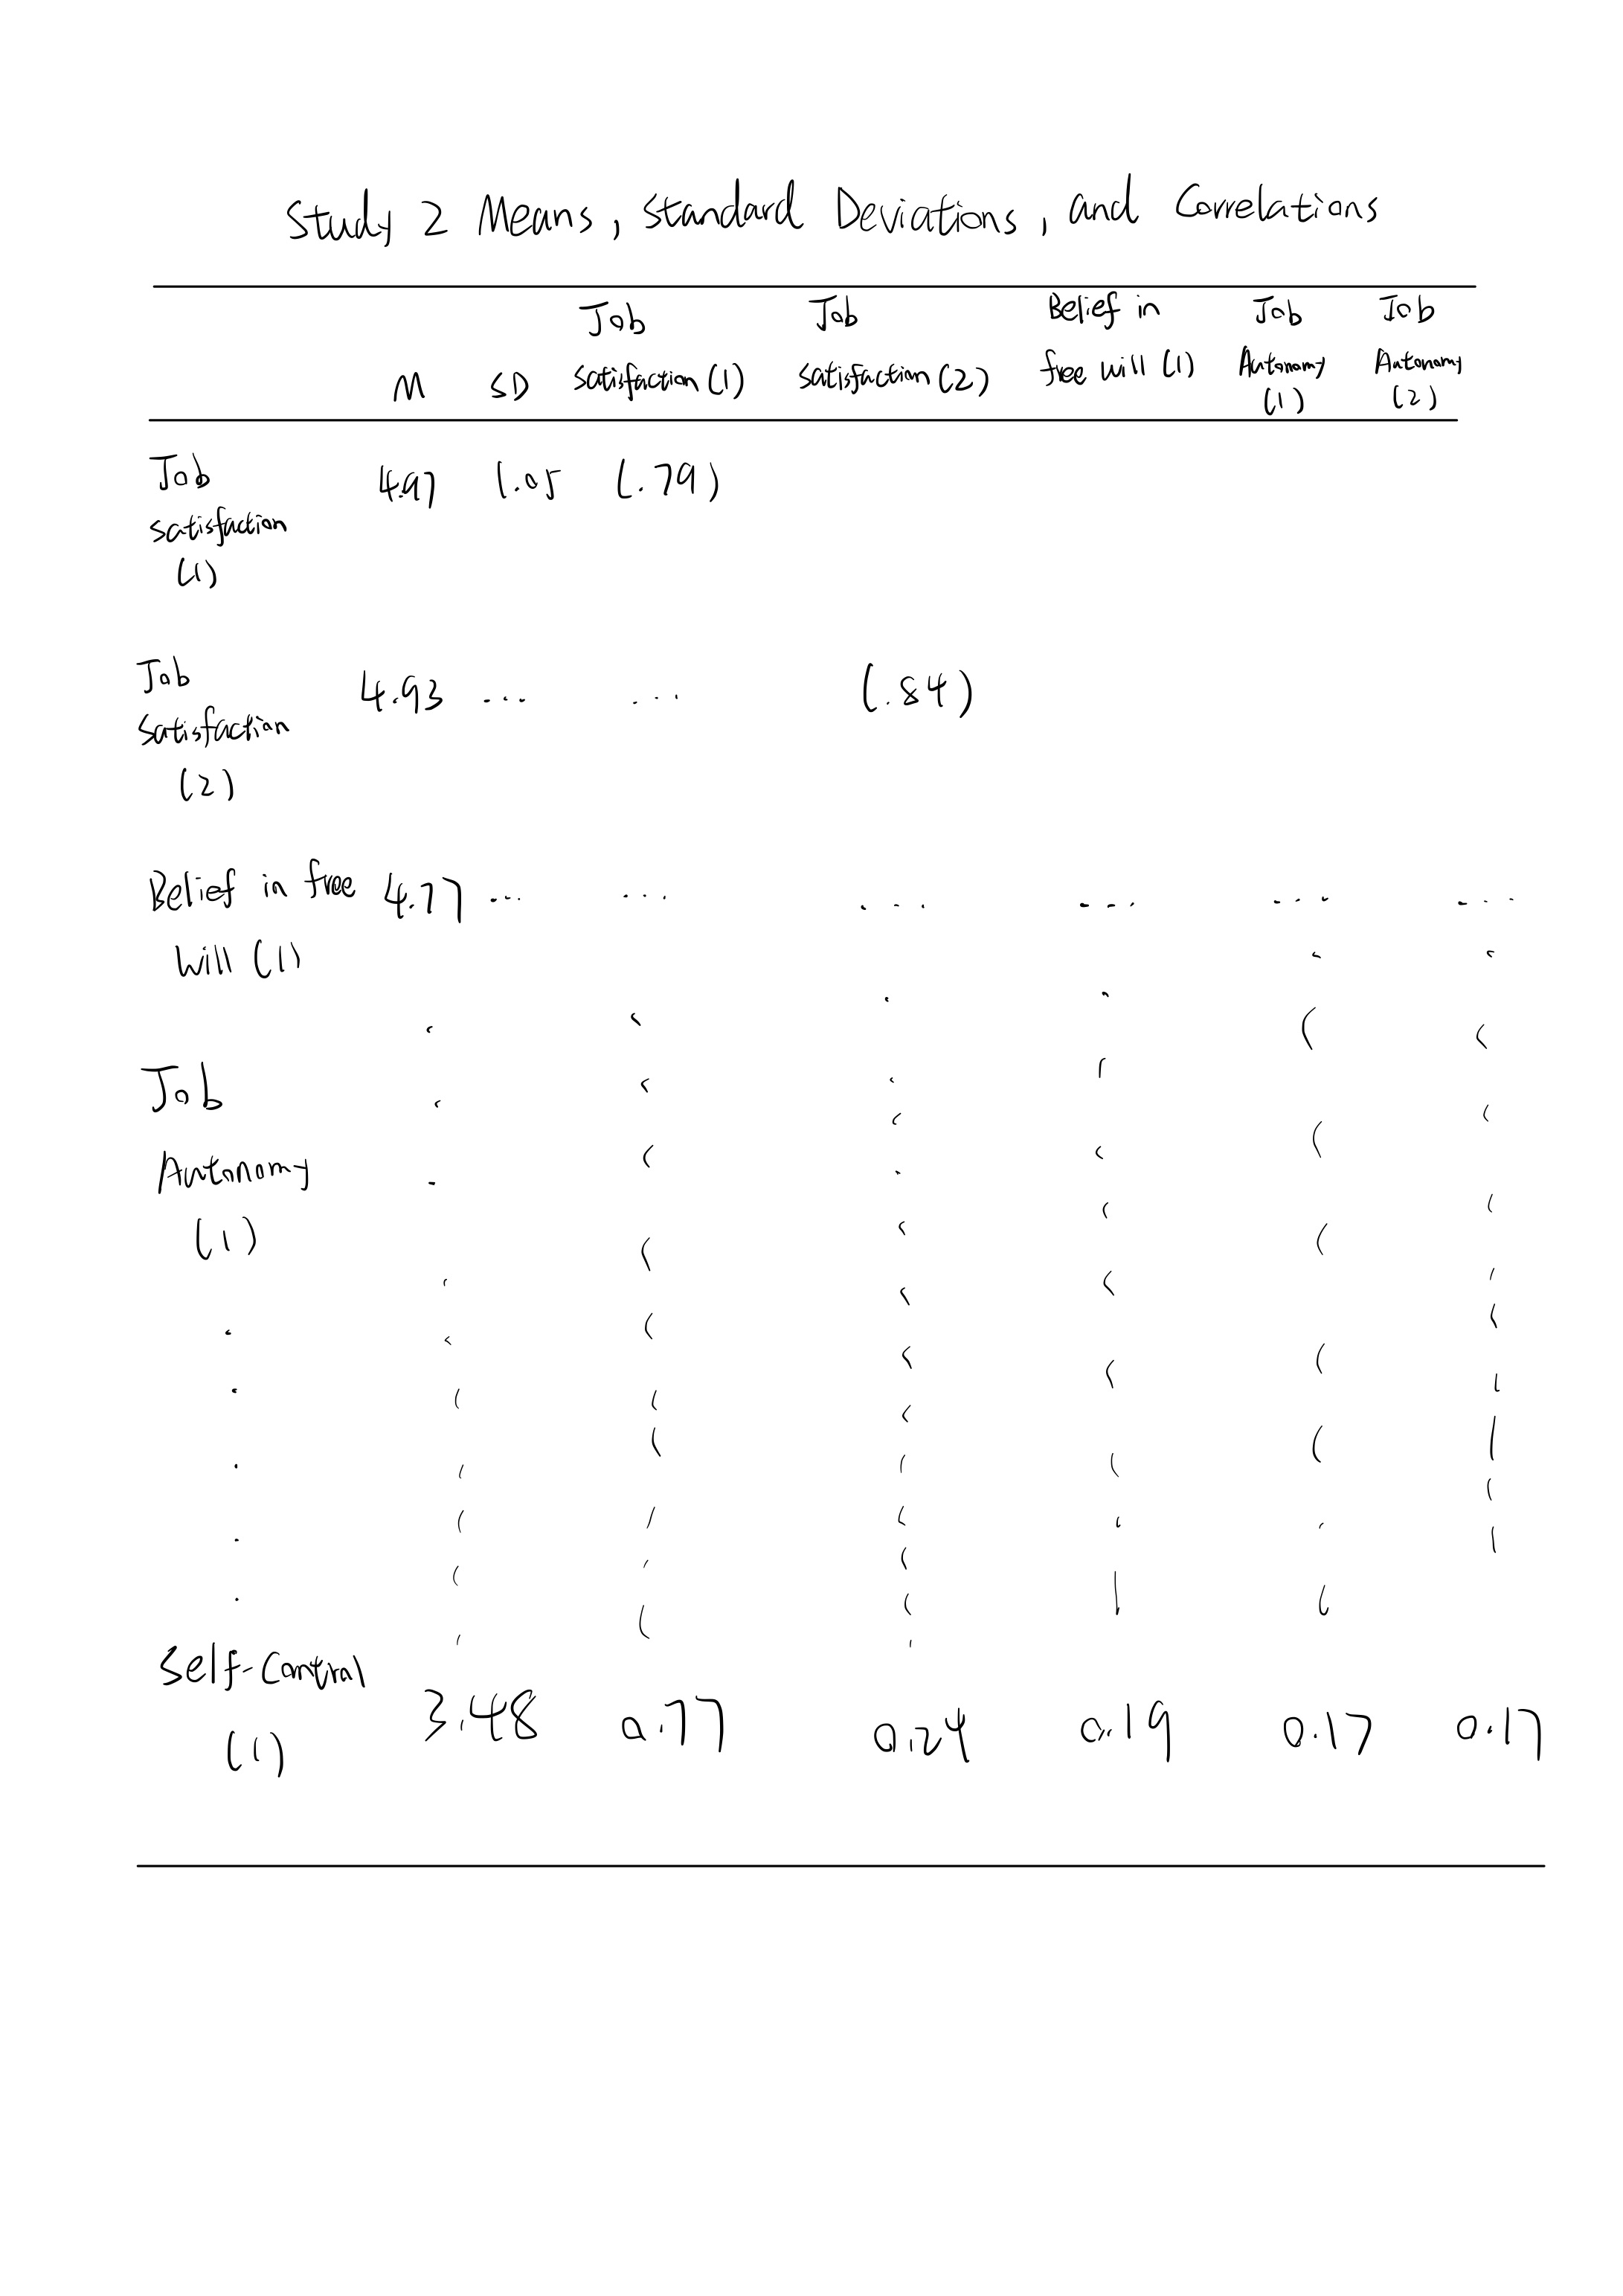 Study 2 Means, Standard Deviations, and Correlations
Job Job Belief in Job Job
M SD satisfaction (1) satisfaction (2) free will (1) Autonomy Autonomy
(1) (2)
Job 4.97 1.05 (.79)
satisfaction
(1)
Job 4.93 ... ... (.84)
satisfaction
(2)
Belief in free 4.77 ... ... ... ... ... ...
will (1)
Job
Autonomy
(1)
Self-control
(1) 3.48 0.77 0.24 0.19 0.17 0.17